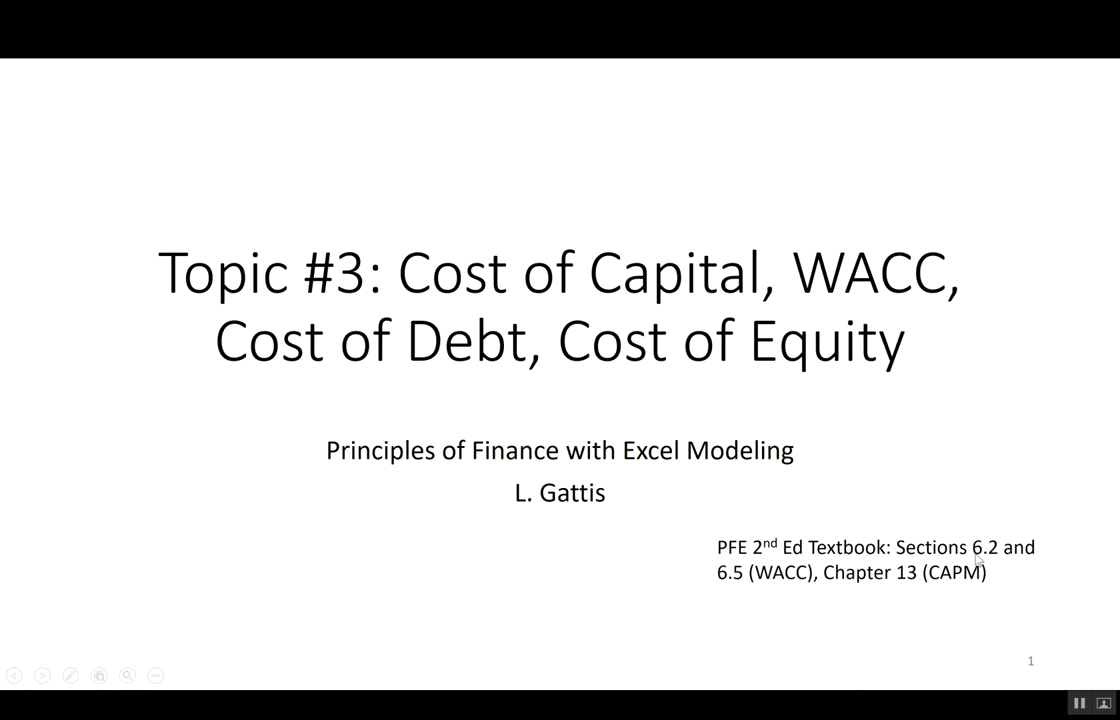 Topic #3: Cost of Capital, WACC,
Cost of Debt, Cost of Equity
Principles of Finance with Excel Modeling
L. Gattis
PFE 2nd Ed Textbook: Sections 6.2 and
6.5 (WACC), Chapter 13 (CAPM)
1